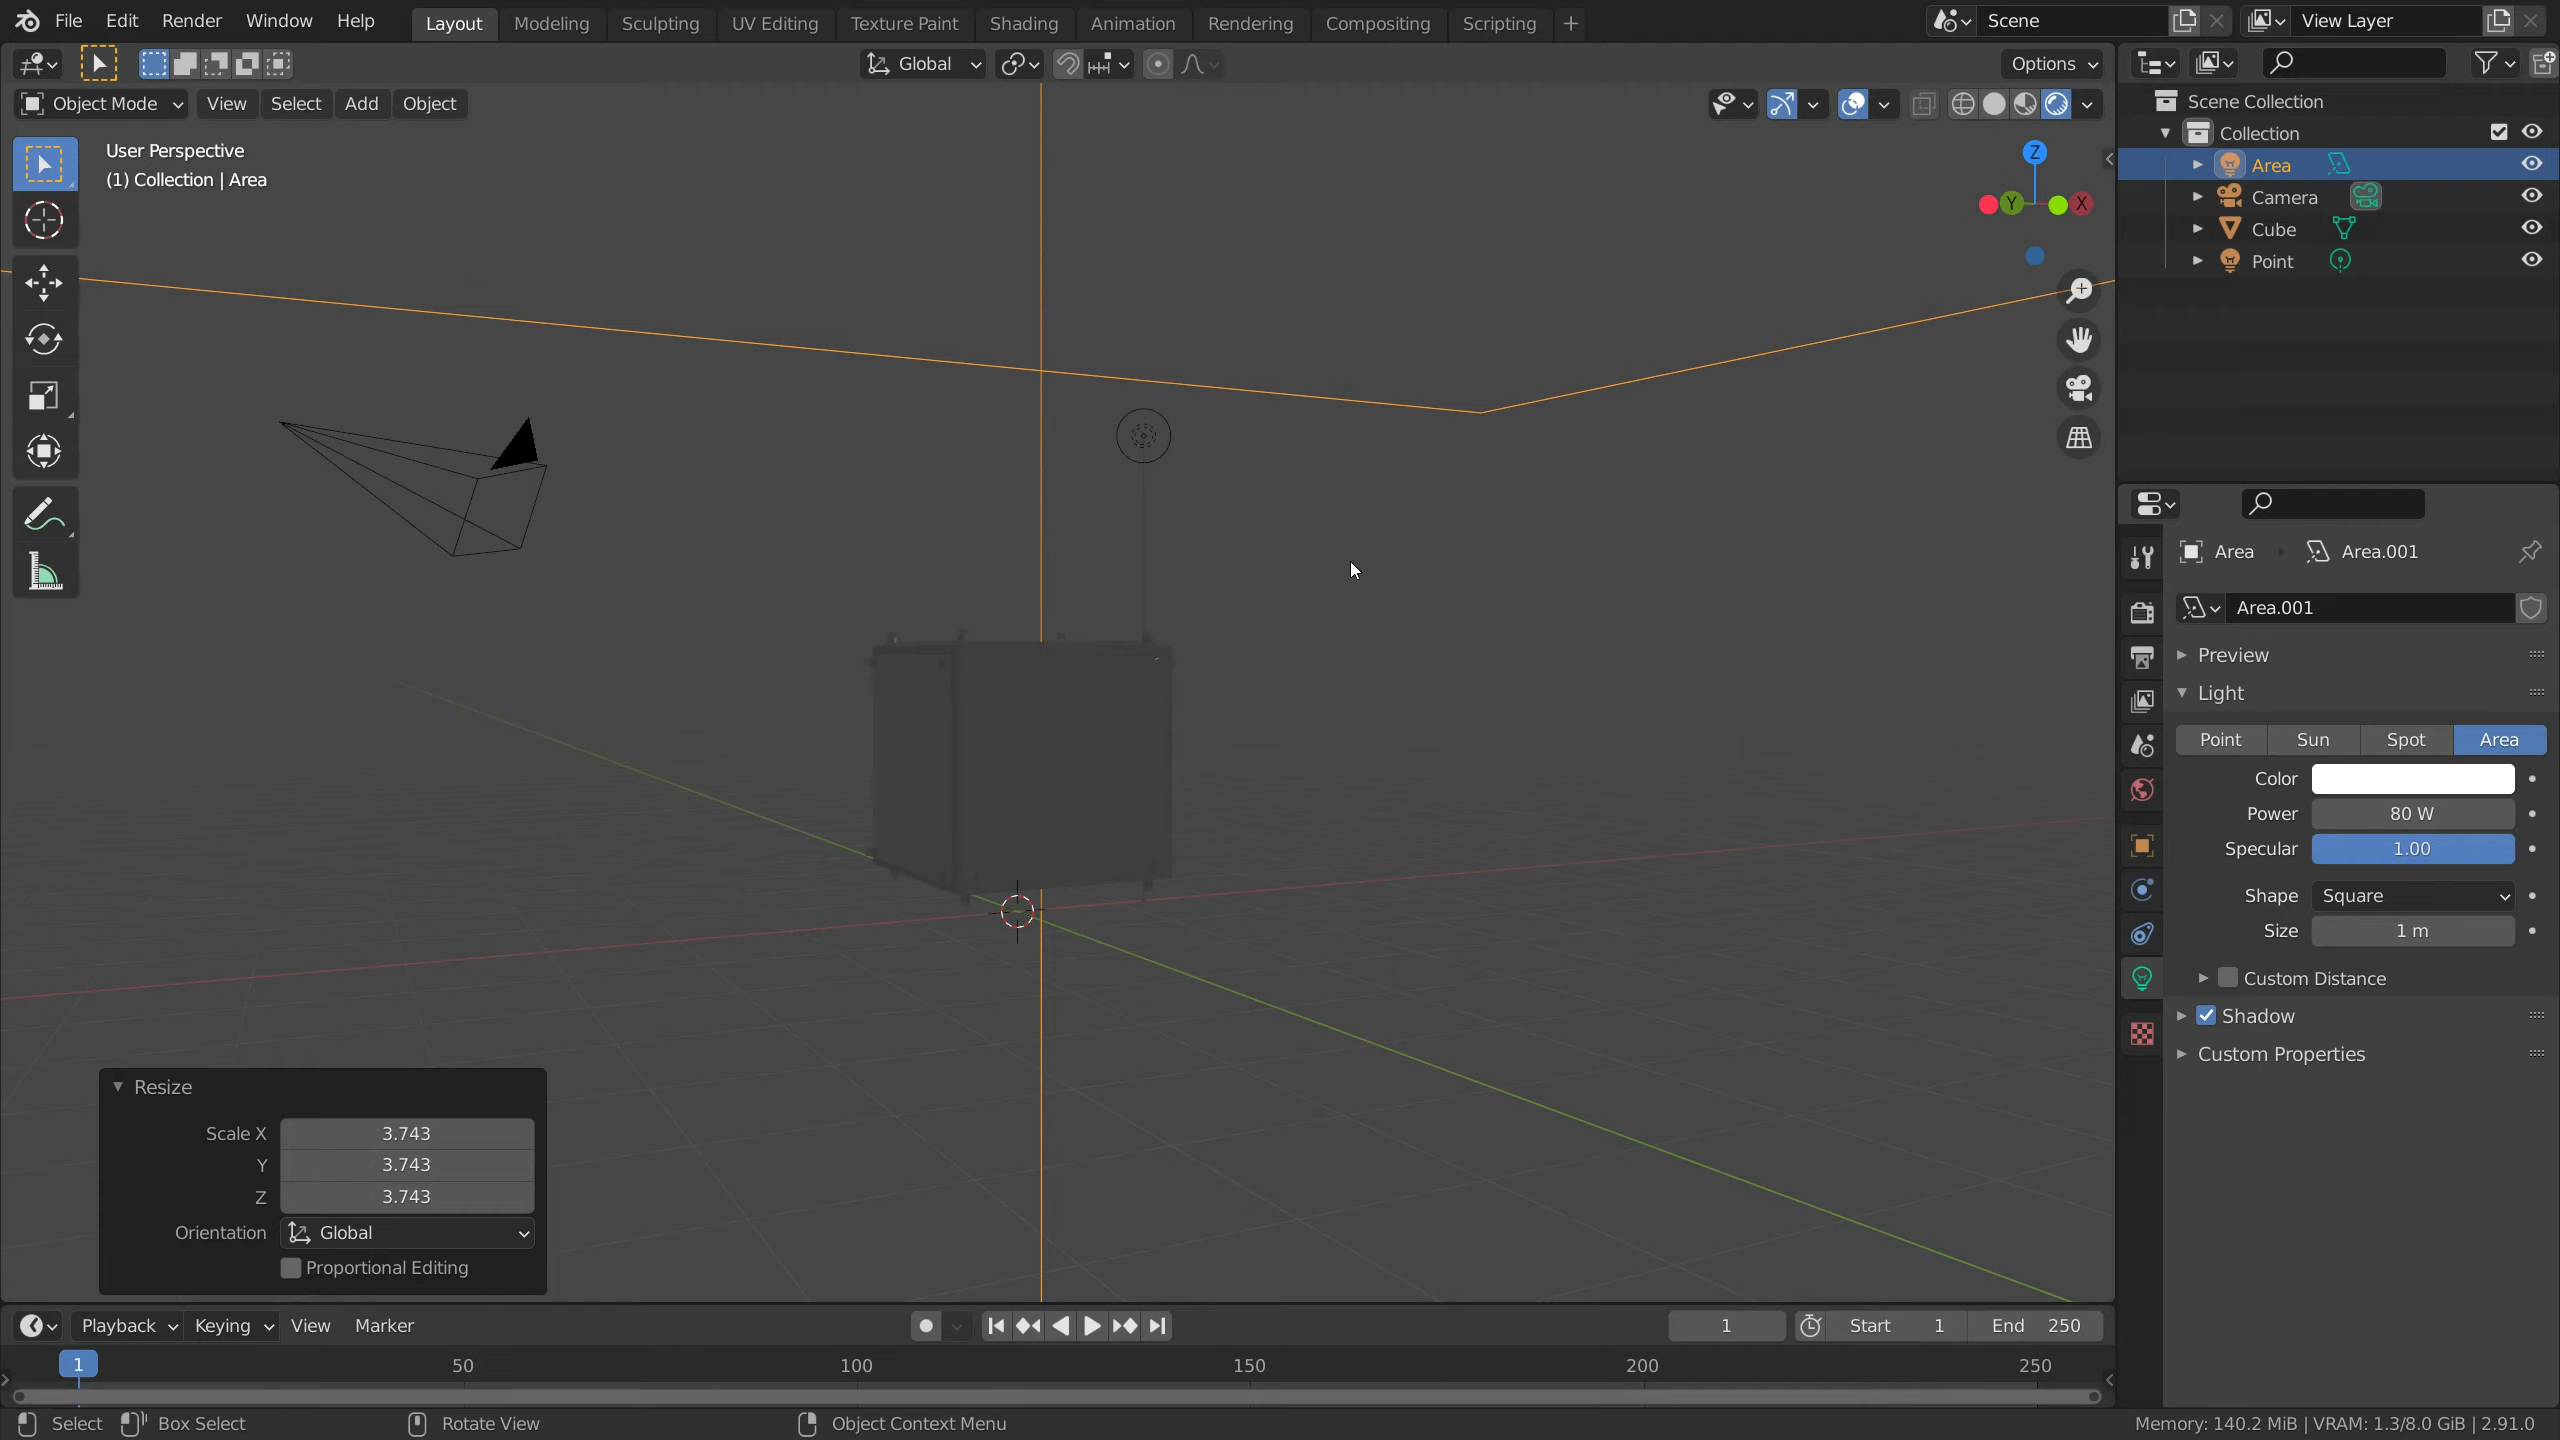 File Edit Render Window Help Layout Modeling Sculpting UV Editing Texture Paint Shading Animation Rendering Compositing Scripting + Scene View Layer
Global Options
Object Mode View Select Add Object
Scene Collection
Collection
Area
Camera
Cube
Point
User Perspective
(1) Collection | Area
Z
Y X
Area Area.001
Area.001
Preview
Light
Point Sun Spot Area
Color
Power 80 W
Specular 1.00
Shape Square
Size 1 m
Custom Distance
Shadow
Custom Properties
Resize
Scale X 3.743
Y 3.743
Z 3.743
Orientation Global
Proportional Editing
Playback Keying View Marker 1 Start 1 End 250
1 50 100 150 200 250
Select Box Select Rotate View Object Context Menu Memory: 140.2 MiB | VRAM: 1.3/8.0 GiB | 2.91.0